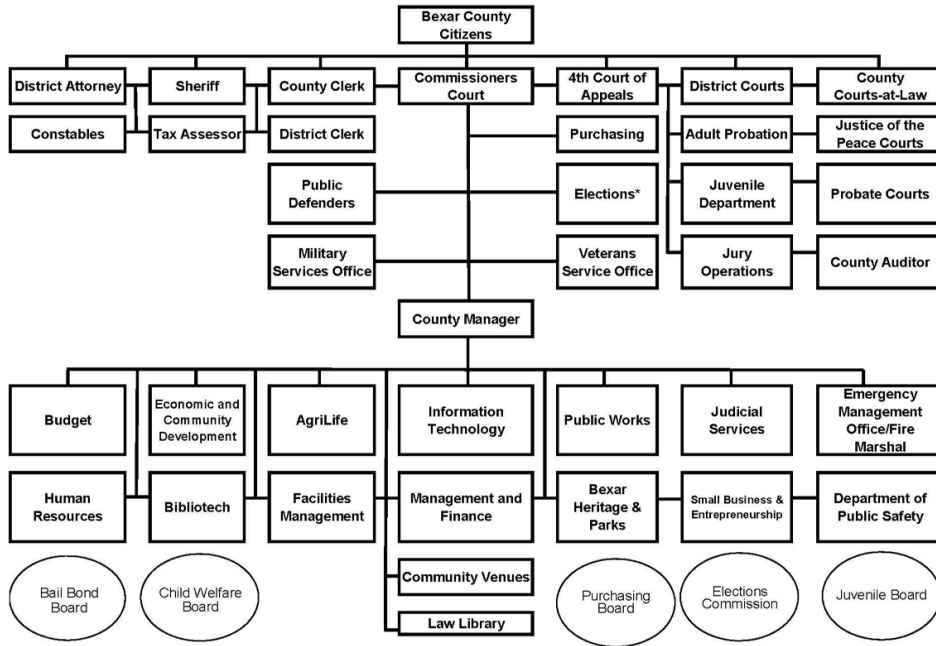 Bexar County
Citizens
District Attorney
Sheriff
County Clerk
Commissioners
Court
4th Court of
Appeals
District Courts
County
Courts-at-Law
Constables
Tax Assessor
District Clerk
Purchasing
Adult Probation
Justice of the
Peace Courts
Public
Defenders
Elections*
Juvenile
Department
Probate Courts
Military
Services Office
Veterans
Service Office
Jury
Operations
County Auditor
County Manager
Budget
Economic and
Community
Development
AgriLife
Information
Technology
Public Works
Judicial
Services
Emergency
Management
Office/Fire
Marshal
Human
Resources
Bibliotech
Facilities
Management
Management and
Finance
Bexar
Heritage &
Parks
Small Business &
Entrepreneurship
Department of
Public Safety
Bail Bond
Board
Child Welfare
Board
Community Venues
Law Library
Purchasing
Board
Elections
Commission
Juvenile Board